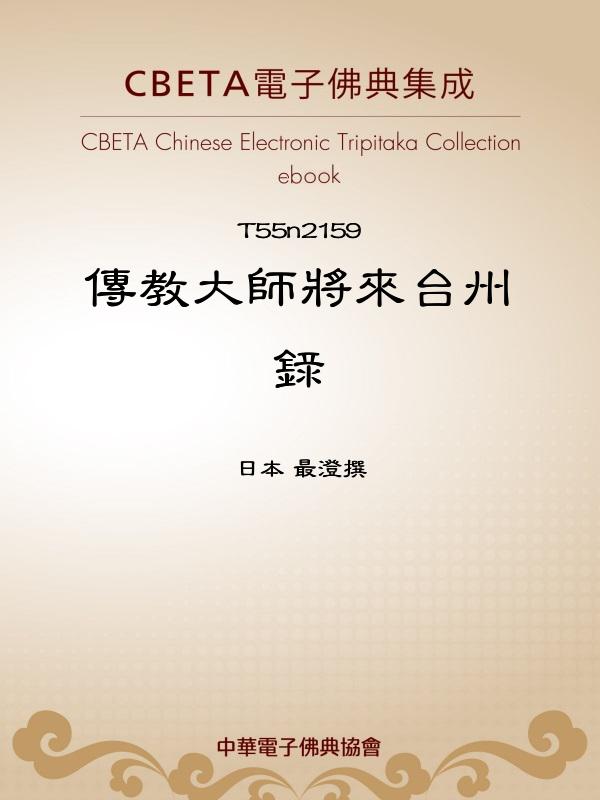 CBETA電子佛典集成
CBETA Chinese Electronic Tripitaka Collection
ebook
T55n2159
傳教大師將來台州
錄
日本 最澄撰
中華電子佛典協會